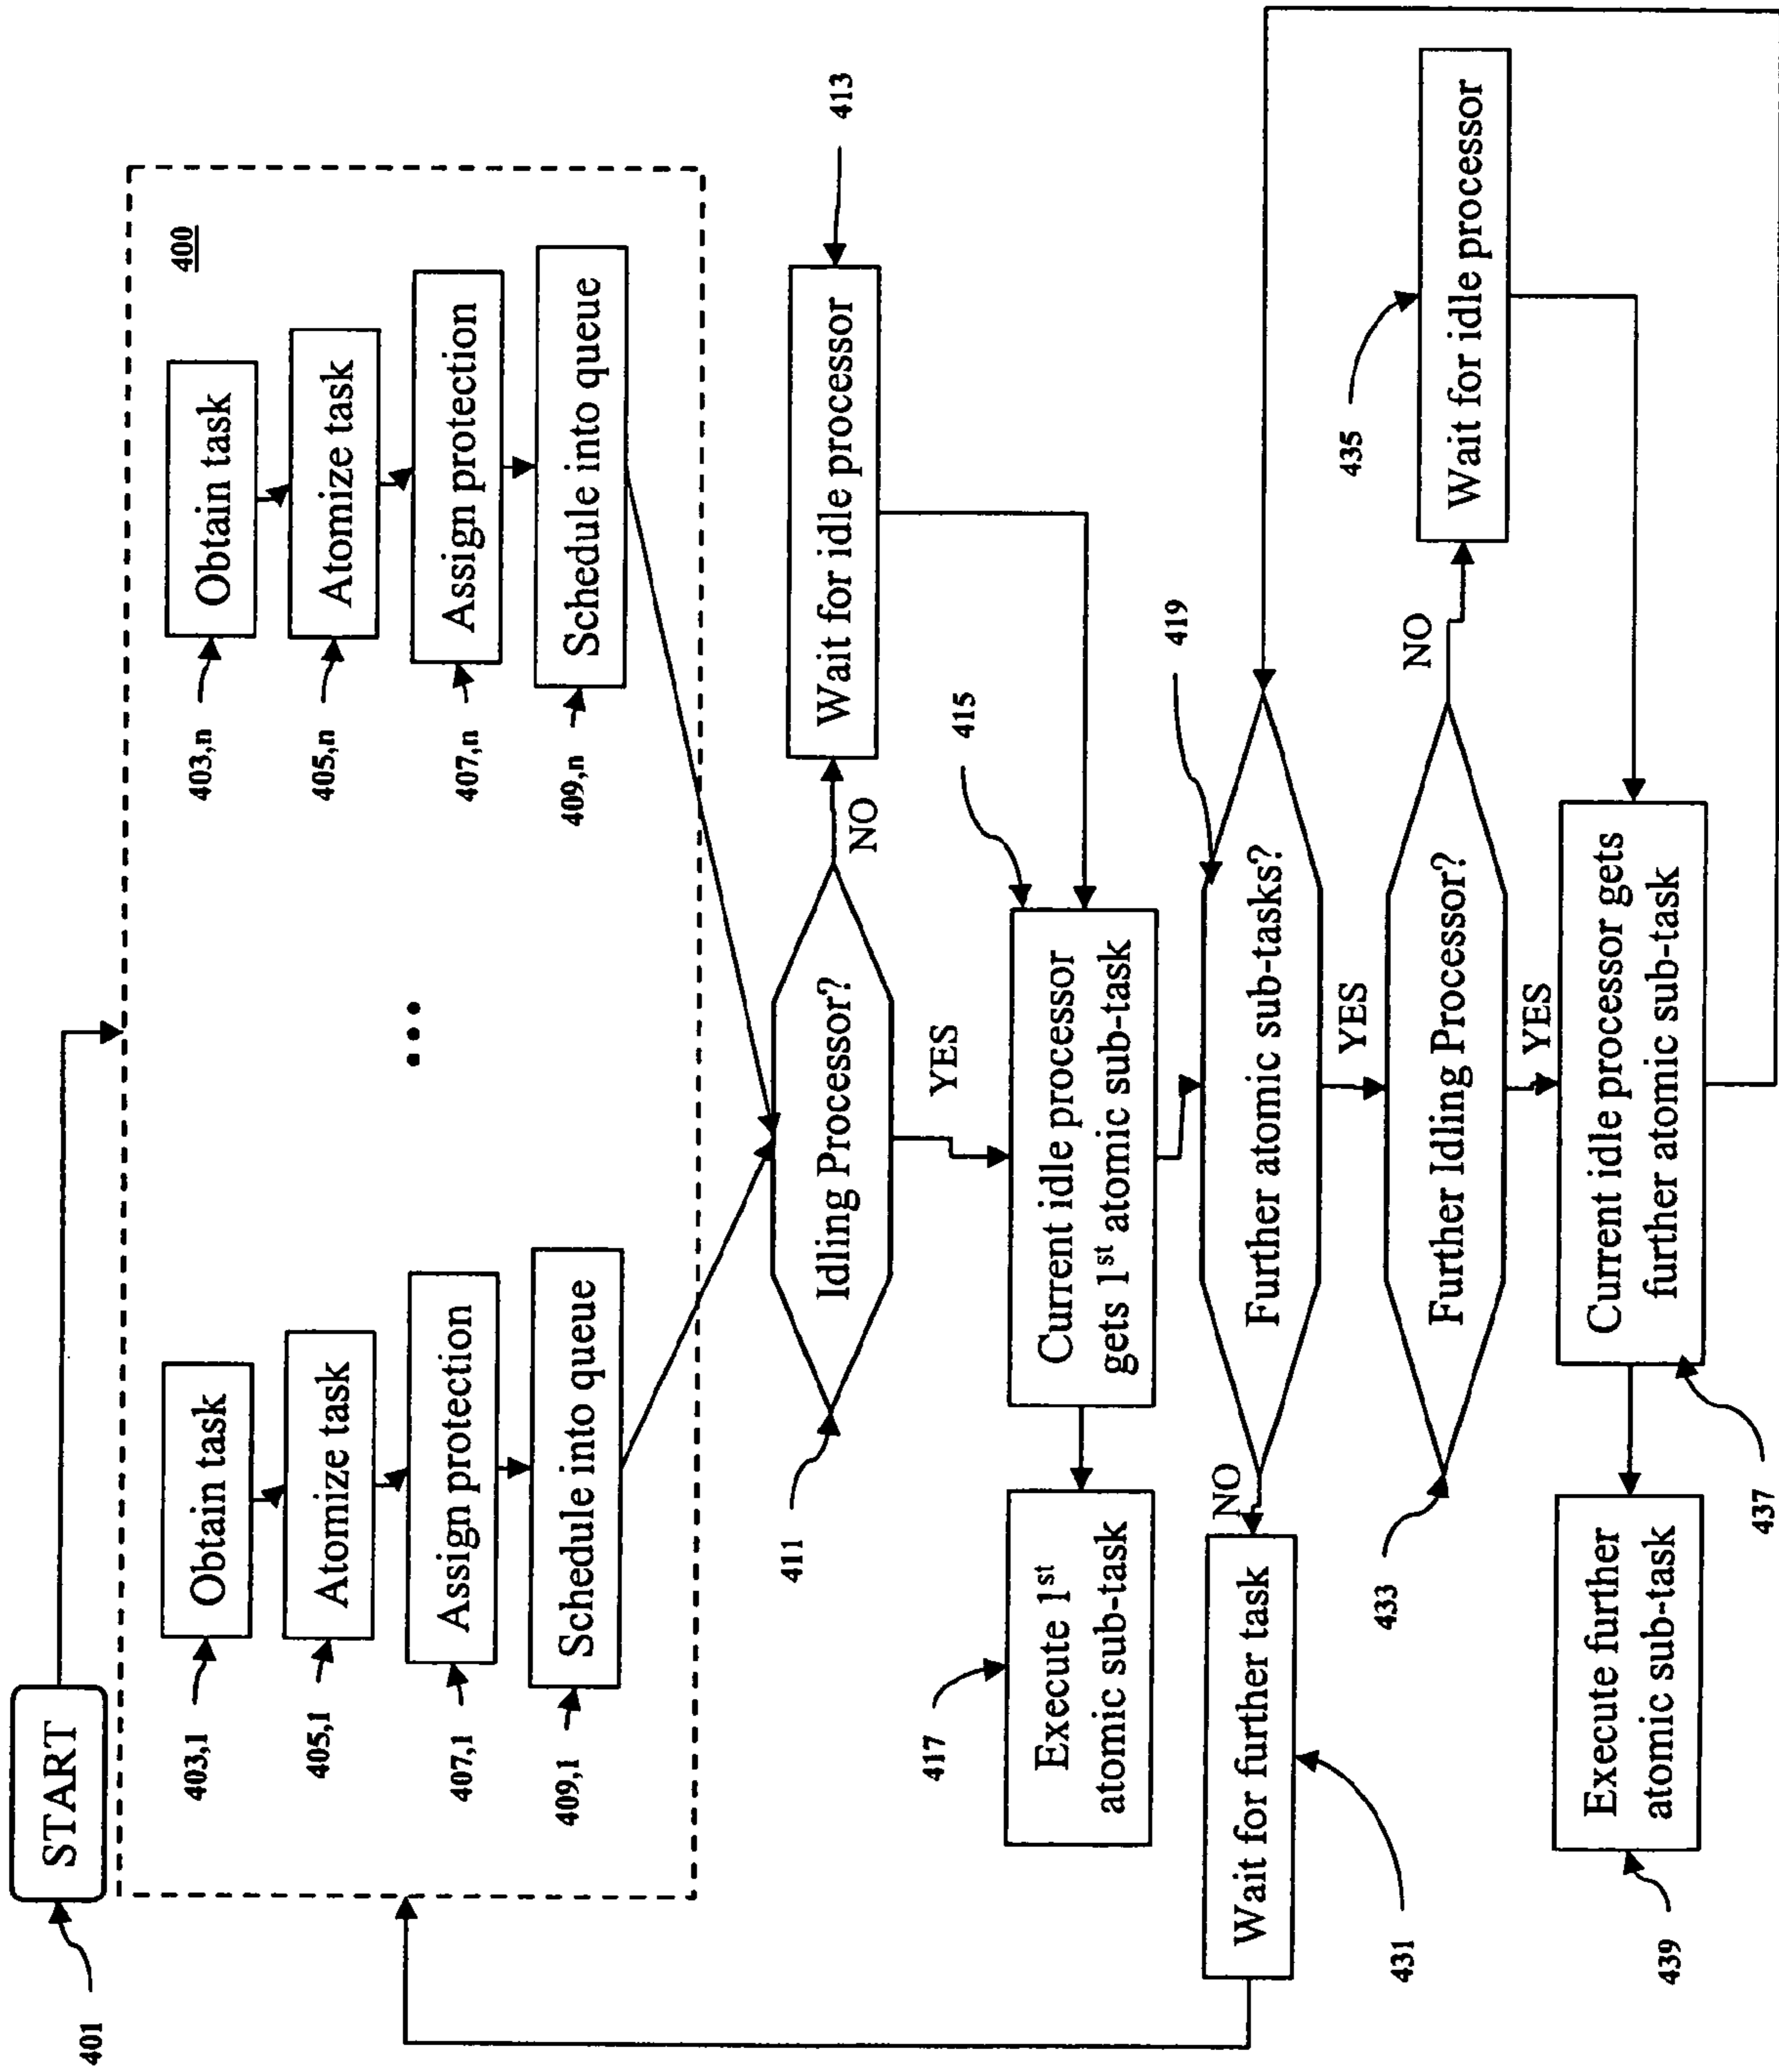 401
START
400
403,1
Obtain task
405,1
Atomize task
407,1
Assign protection
409,1
Schedule into queue
...
403,n
Obtain task
405,n
Atomize task
407,n
Assign protection
409,n
Schedule into queue
411
Idling Processor?
NO
Wait for idle processor
413
YES
415
Current idle processor
gets 1st atomic sub-task
417
Execute 1st
atomic sub-task
419
Further atomic sub-tasks?
NO
Wait for further task
431
YES
433
Further Idling Processor?
NO
435
Wait for idle processor
YES
Current idle processor gets
further atomic sub-task
437
Execute further
atomic sub-task
439